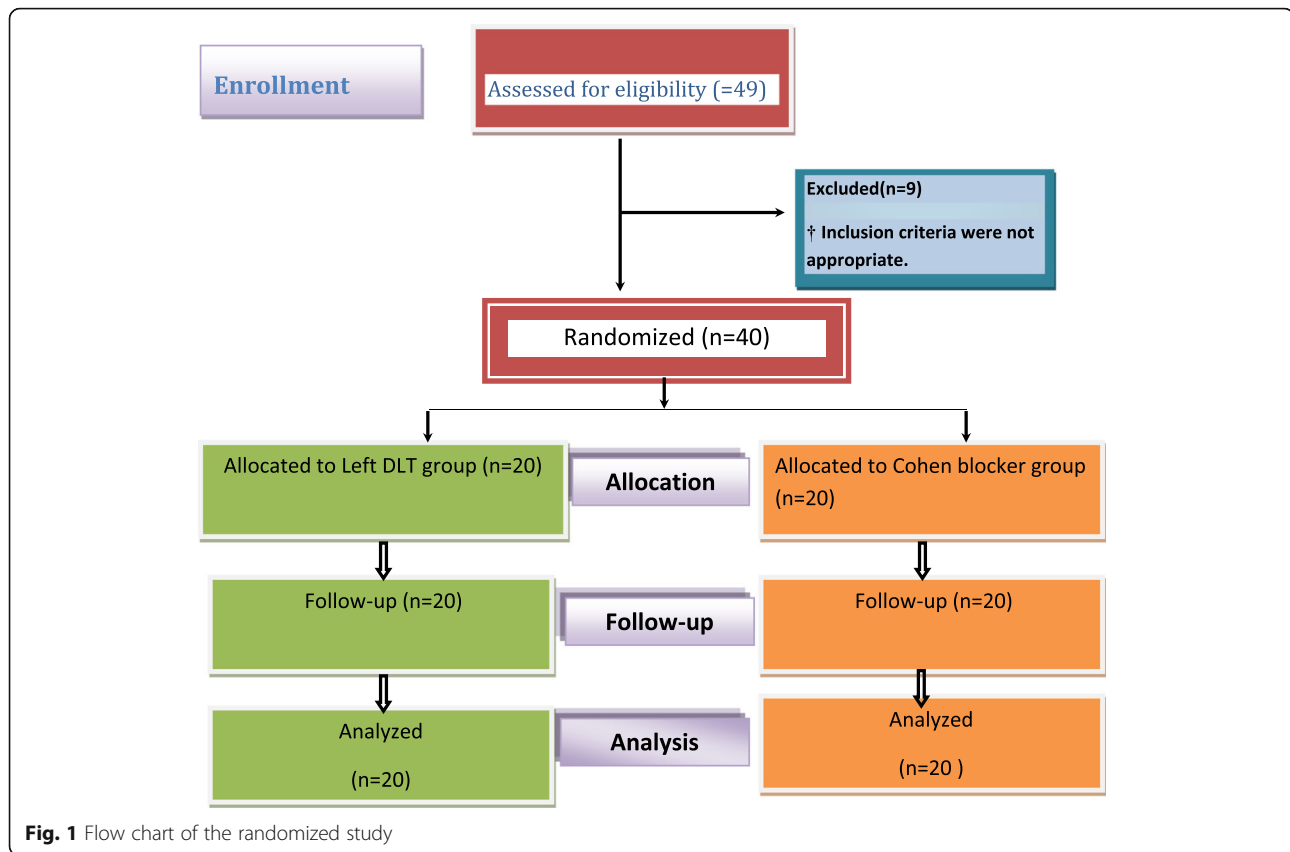 Enrollment
Assessed for eligibility (=49)
Excluded(n=9)
† Inclusion criteria were not
appropriate.
Randomized (n=40)
Allocated to Left DLT group (n=20)
Allocation
Allocated to Cohen blocker group
(n=20)
Follow-up (n=20)
Follow-up
Follow-up (n=20)
Analyzed
(n=20)
Analysis
Analyzed
(n=20 )
Fig. 1 Flow chart of the randomized study